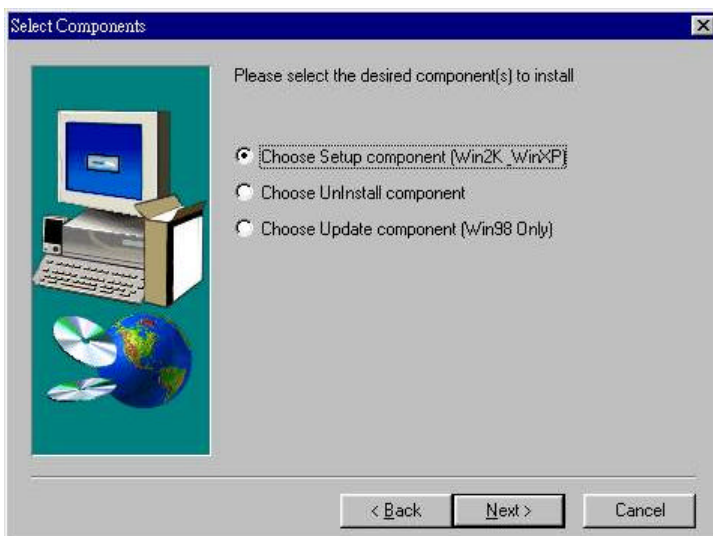 Select Components
Please select the desired component(s) to install
Choose Setup component (Win2K_WinXP)
Choose UnInstall component
Choose Update component (Win98 Only)
< Back
Next >
Cancel